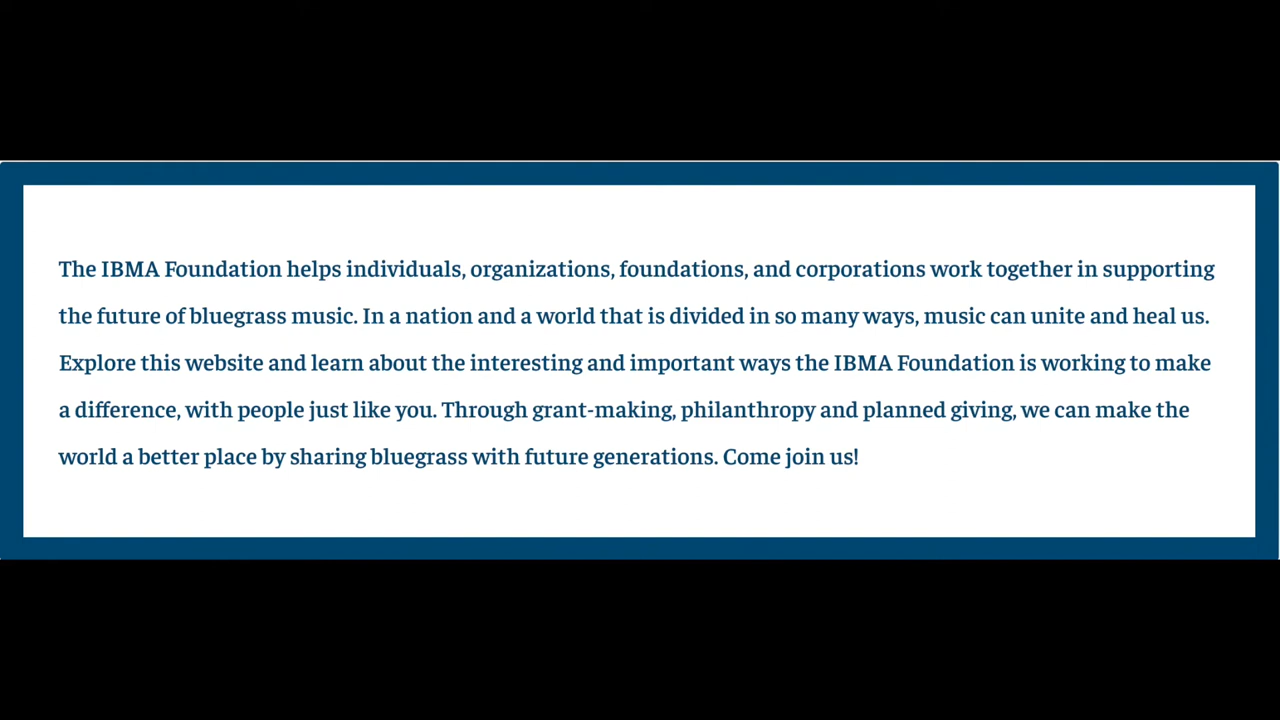 The IBMA Foundation helps individuals, organizations, foundations, and corporations work together in supporting
the future of bluegrass music. In a nation and a world that is divided in so many ways, music can unite and heal us.
Explore this website and learn about the interesting and important ways the IBMA Foundation is working to make
a difference, with people just like you. Through grant-making, philanthropy and planned giving, we can make the
world a better place by sharing bluegrass with future generations. Come join us!